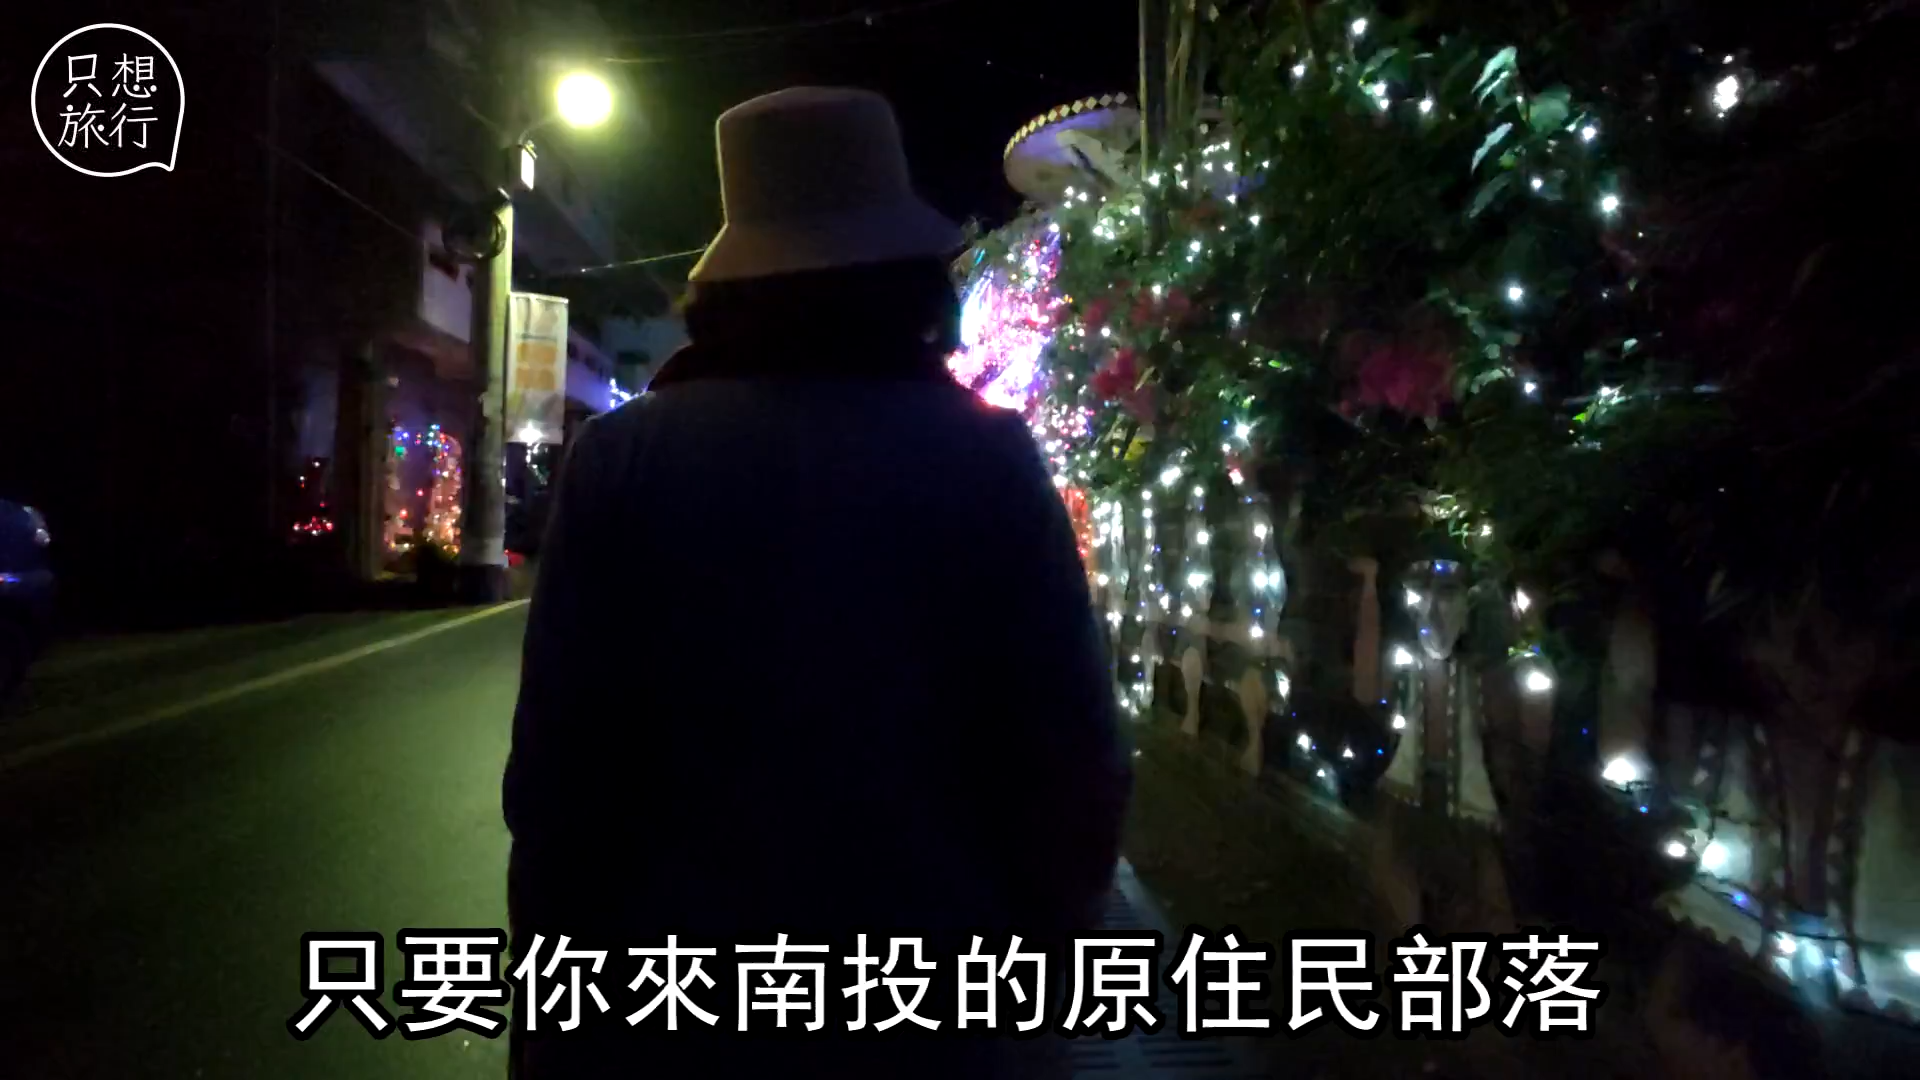 只想
旅行
只要你來南投的原住民部落